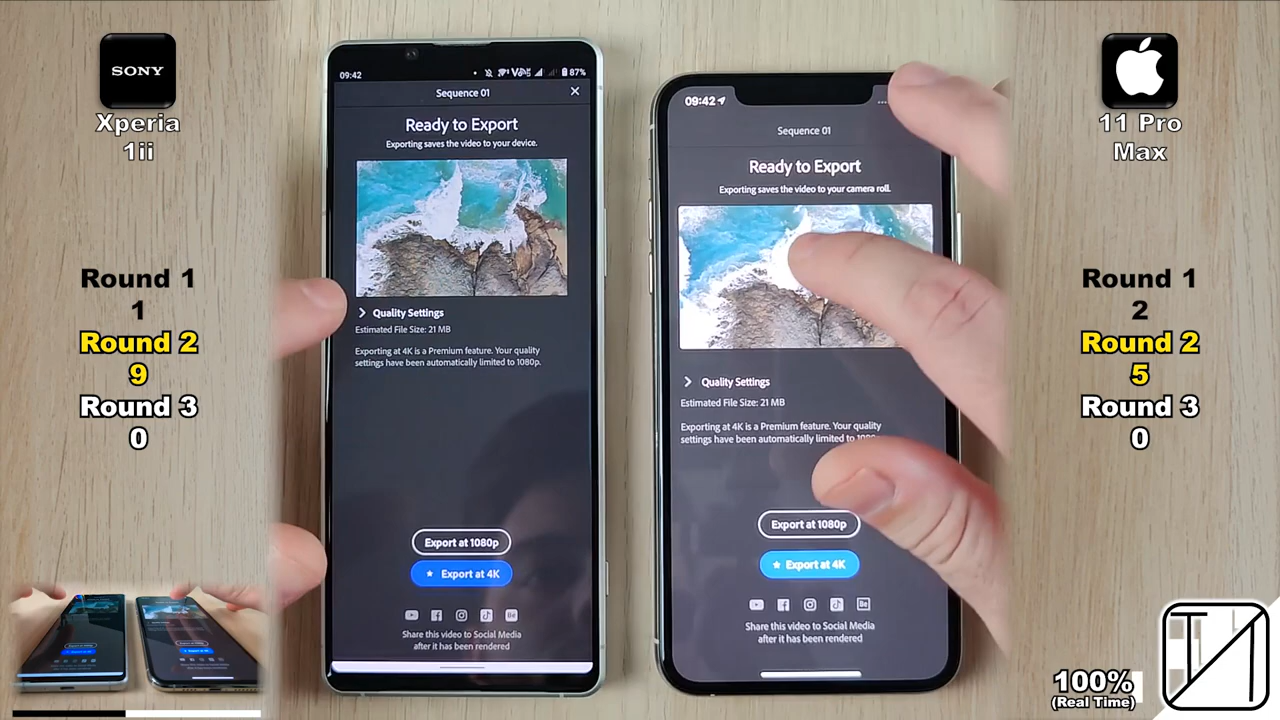 SONY
Xperia
1ii
Round 1
1
Round 2
9
Round 3
0
09:42
87%
Sequence 01
Ready to Export
Exporting saves the video to your device.
Quality Settings
Estimated File Size: 21 MB
Exporting at 4K is a Premium feature. Your quality
settings have been automatically limited to 1080p.
Export at 1080p
Export at 4K
Share this video to Social Media
after it has been rendered
09:42
Sequence 01
Ready to Export
Exporting saves the video to your camera roll.
Quality Settings
Estimated File Size: 21 MB
Exporting at 4K is a Premium feature. Your quality
settings have been automatically limited to
Export at 1080p
Export at 4K
Share this video to Social Media
after it has been rendered
11 Pro
Max
Round 1
2
Round 2
5
Round 3
0
100%
(Real Time)